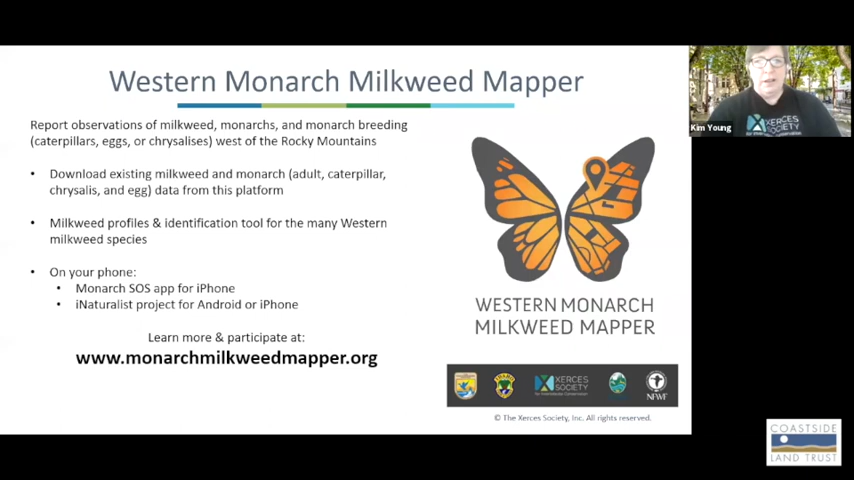 Western Monarch Milkweed Mapper
Report observations of milkweed, monarchs, and monarch breeding
(caterpillars, eggs, or chrysalises) west of the Rocky Mountains
• Download existing milkweed and monarch (adult, caterpillar,
chrysalis, and egg) data from this platform
• Milkweed profiles & identification tool for the many Western
milkweed species
• On your phone:
• Monarch SOS app for iPhone
• iNaturalist project for Android or iPhone
Learn more & participate at:
www.monarchmilkweedmapper.org
WESTERN MONARCH
MILKWEED MAPPER
XERCES
SOCIETY
NFWF
© The Xerces Society, Inc. All rights reserved.
Kim Young
XERCES
SOCIETY
COASTSIDE
LAND TRUST